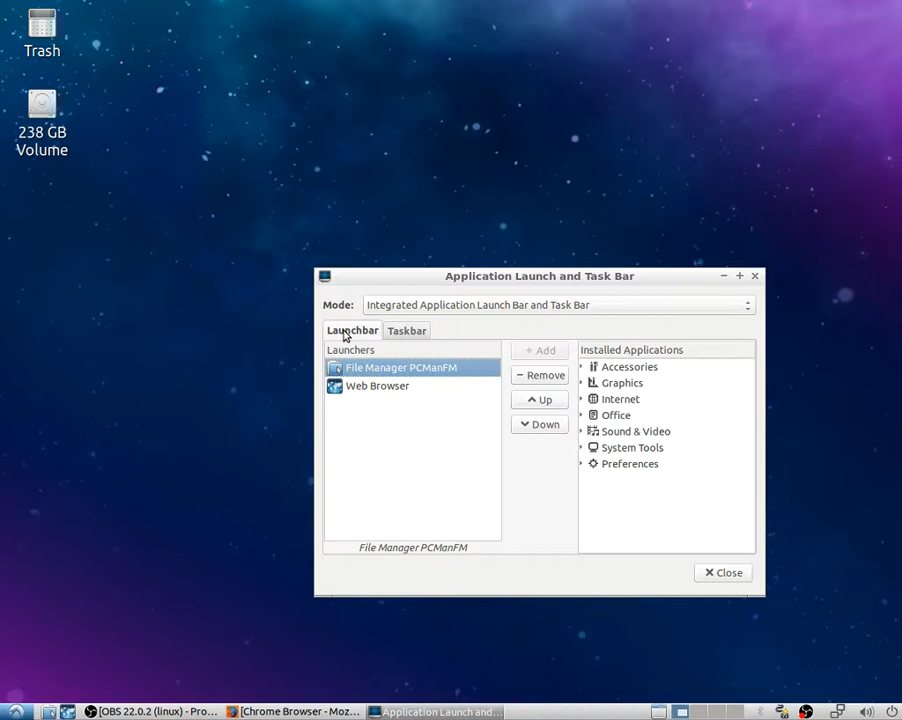 Trash
238 GB
Volume
Application Launch and Task Bar
Mode: Integrated Application Launch Bar and Task Bar
Launchbar Taskbar
Launchers
File Manager PCManFM
Web Browser
File Manager PCManFM
+ Add
Remove
Up
Down
Installed Applications
Accessories
Graphics
Internet
Office
Sound & Video
System Tools
Preferences
Close
[OBS 22.0.2 (linux) - Pro...
[Chrome Browser - Moz...
Application Launch and...